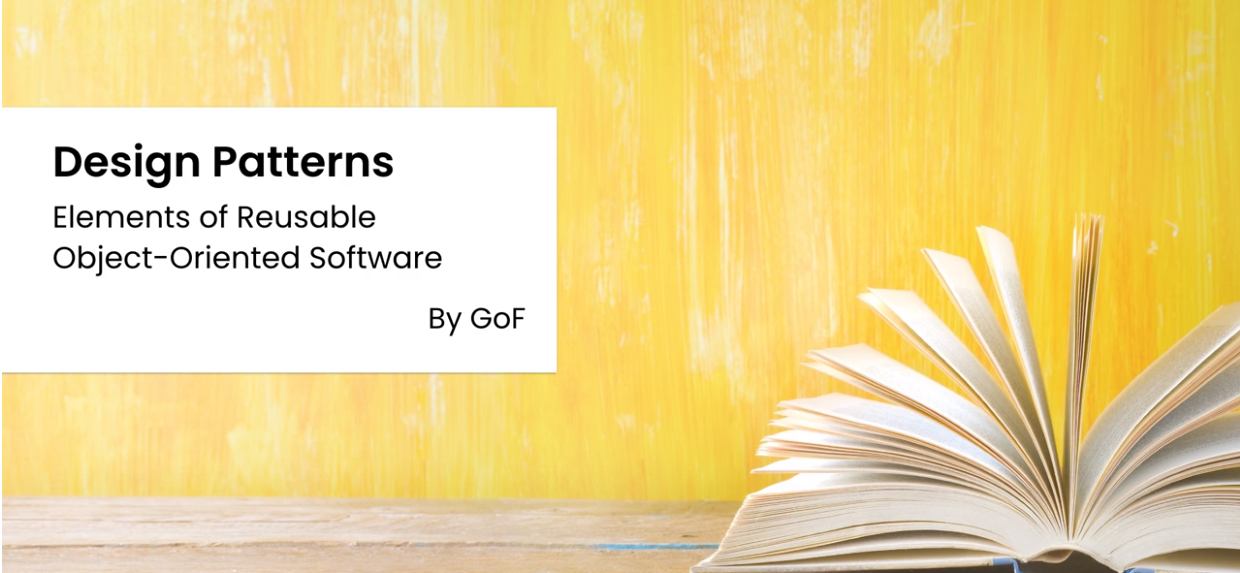 Design Patterns
Elements of Reusable
Object-Oriented Software
By GoF